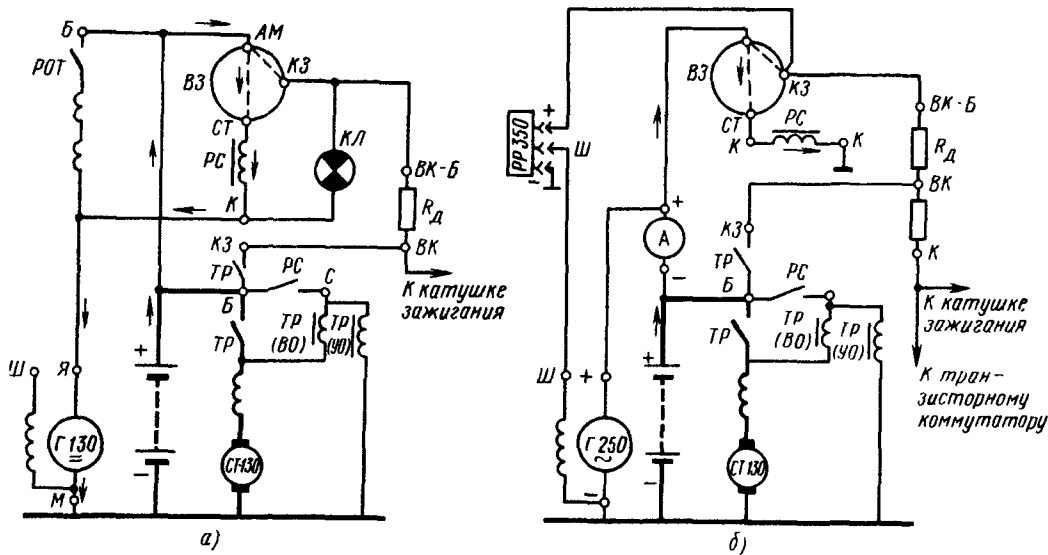 Б
АМ
РОТ
ВЗ
КЗ
СТ
РС
КЛ
ВК-Б
К
RД
КЗ
ВК
ТР
РС
С
Б
К катушке
зажигания
ТР
ТР
(ВО)
ТР
(УО)
+
Ш
Я
Г130
СТ-130
М
-
а)
ВЗ
КЗ
+
РР350
Ш
-
СТ
РС
К
К
ВК-Б
RД
ВК
+
А
-
КЗ
К
ТР
РС
Б
К катушке
зажигания
ТР
ТР
(ВО)
ТР
(УО)
К тран-
зисторному
коммутатору
Ш
+
+
Г250
~
СТ130
-
-
б)